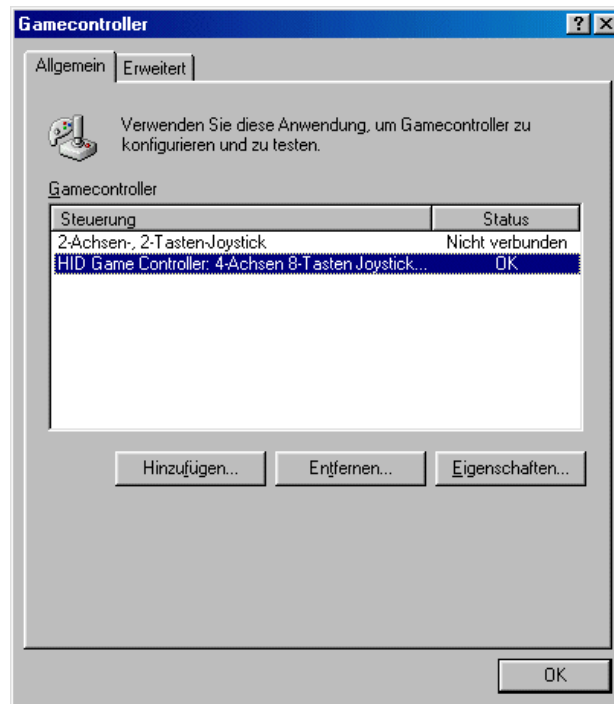 Gamecontroller
Allgemein Erweitert
Verwenden Sie diese Anwendung, um Gamecontroller zu
konfigurieren und zu testen.
Gamecontroller
Steuerung Status
2-Achsen-, 2-Tasten-Joystick Nicht verbunden
HID Game Controller: 4-Achsen 8-Tasten Joystick... OK
Hinzufügen... Entfernen... Eigenschaften...
OK